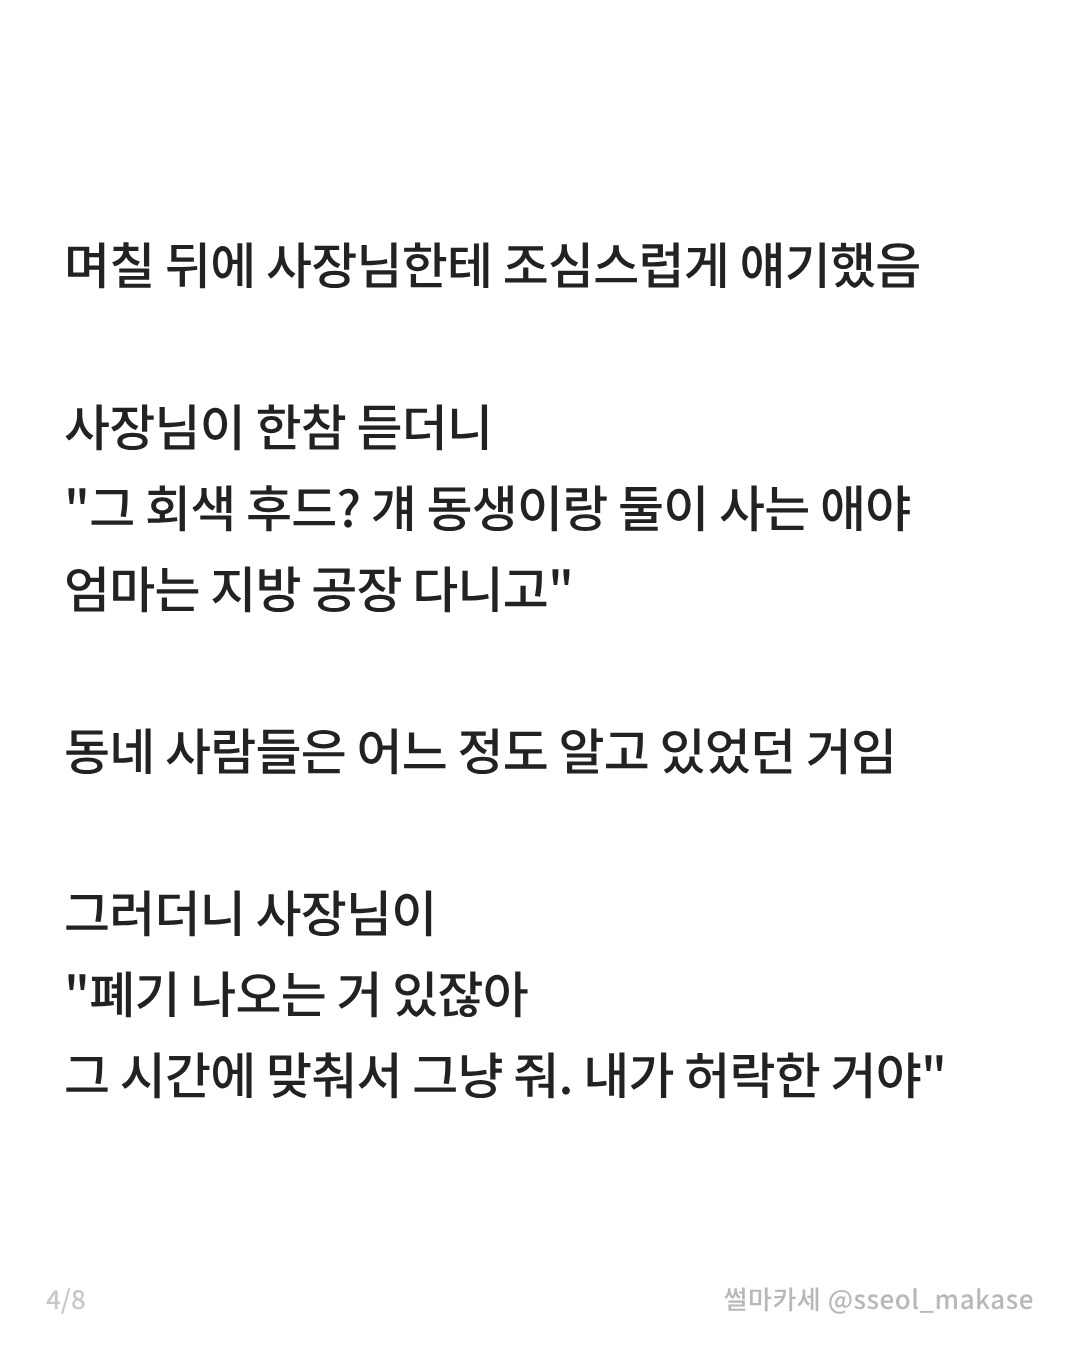 며칠 뒤에 사장님한테 조심스럽게 얘기했음
사장님이 한참 듣더니
"그 회색 후드? 걔 동생이랑 둘이 사는 애야
엄마는 지방 공장 다니고"
동네 사람들은 어느 정도 알고 있었던 거임
그러더니 사장님이
"폐기 나오는 거 있잖아
그 시간에 맞춰서 그냥 줘. 내가 허락한 거야"
4/8
썰마카세 @sseol_makase